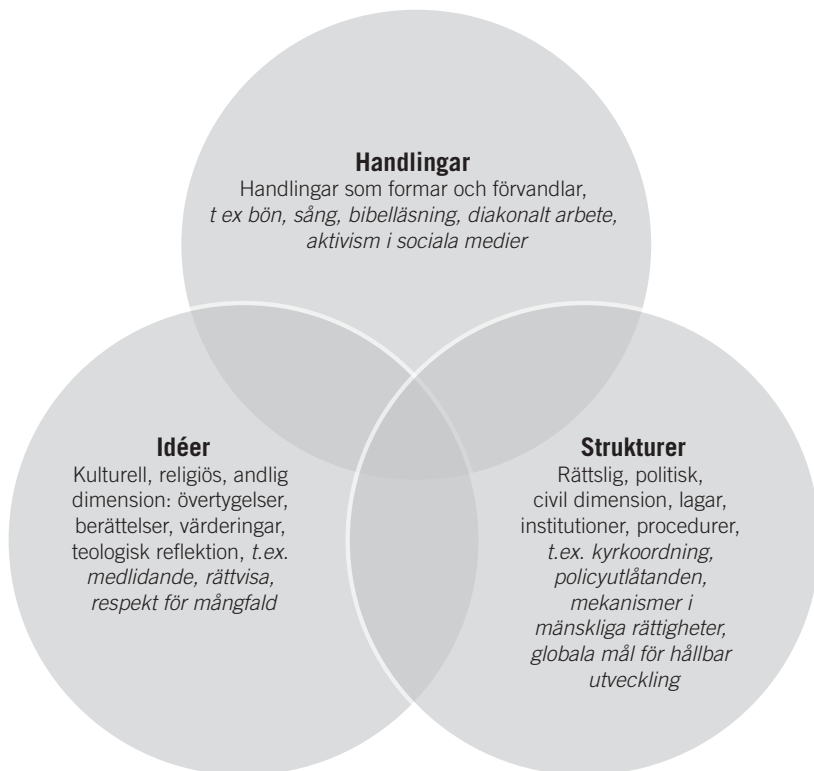 Handlingar
Handlingar som formar och förvandlar,
t ex bön, sång, bibelläsning, diakonalt arbete,
aktivism i sociala medier
Idéer
Kulturell, religiös, andlig
dimension: övertygelser,
berättelser, värderingar,
teologisk reflektion, t.ex.
medlidande, rättvisa,
respekt för mångfald
Strukturer
Rättslig, politisk,
civil dimension, lagar,
institutioner, procedurer,
t.ex. kyrkoordning,
policyutlåtanden,
mekanismer i
mänskliga rättigheter,
globala mål för hållbar
utveckling